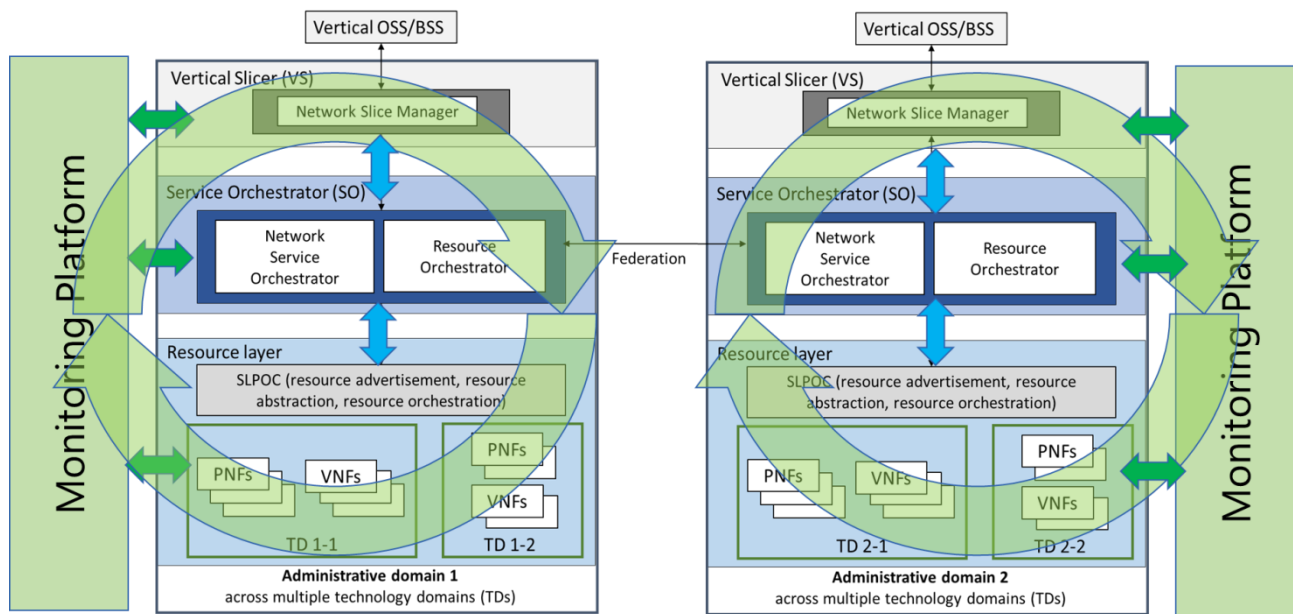 Monitoring Platform
Vertical OSS/BSS
Vertical Slicer (VS)
Network Slice Manager
Service Orchestrator (SO)
Network
Service
Orchestrator
Resource
Orchestrator
Resource layer
SLPOC (resource advertisement, resource
abstraction, resource orchestration)
PNFs
VNFs
TD 1-1
PNFs
VNFs
TD 1-2
Administrative domain 1
across multiple technology domains (TDs)
Federation
Vertical OSS/BSS
Vertical Slicer (VS)
Network Slice Manager
Service Orchestrator (SO)
Network
Service
Orchestrator
Resource
Orchestrator
Resource layer
SLPOC (resource advertisement, resource
abstraction, resource orchestration)
PNFs
VNFs
TD 2-1
PNFs
VNFs
TD 2-2
Administrative domain 2
across multiple technology domains (TDs)
Monitoring Platform